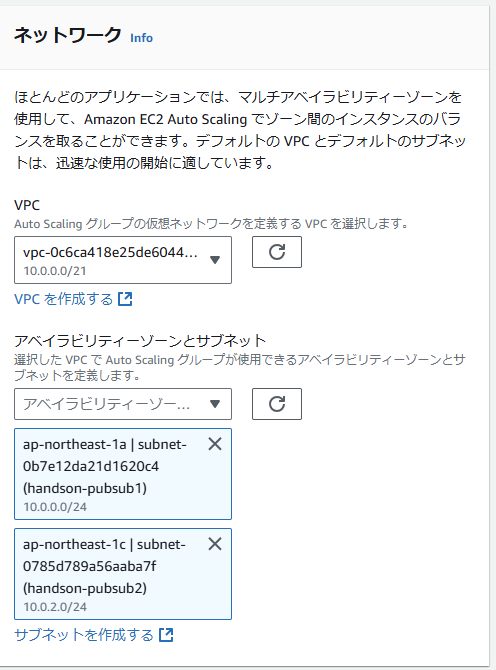 ネットワーク Info
ほとんどのアプリケーションでは、マルチアベイラビリティーゾーンを
使用して、Amazon EC2 Auto Scaling でゾーン間のインスタンスのバラ
ンスを取ることができます。デフォルトの VPC とデフォルトのサブネッ
トは、迅速な使用の開始に適しています。
VPC
Auto Scaling グループの仮想ネットワークを定義する VPC を選択します。
vpc-0c6ca418e25de6044...
10.0.0.0/21
VPC を作成する
アベイラビリティーゾーンとサブネット
選択した VPC で Auto Scaling グループが使用できるアベイラビリティーゾーンとサ
ブネットを定義します。
アベイラビリティーゾー...
ap-northeast-1a | subnet-
0b7e12da21d1620c4
(handson-pubsub1)
10.0.0.0/24
ap-northeast-1c | subnet-
0785d789a56aaba7f
(handson-pubsub2)
10.0.2.0/24
サブネットを作成する